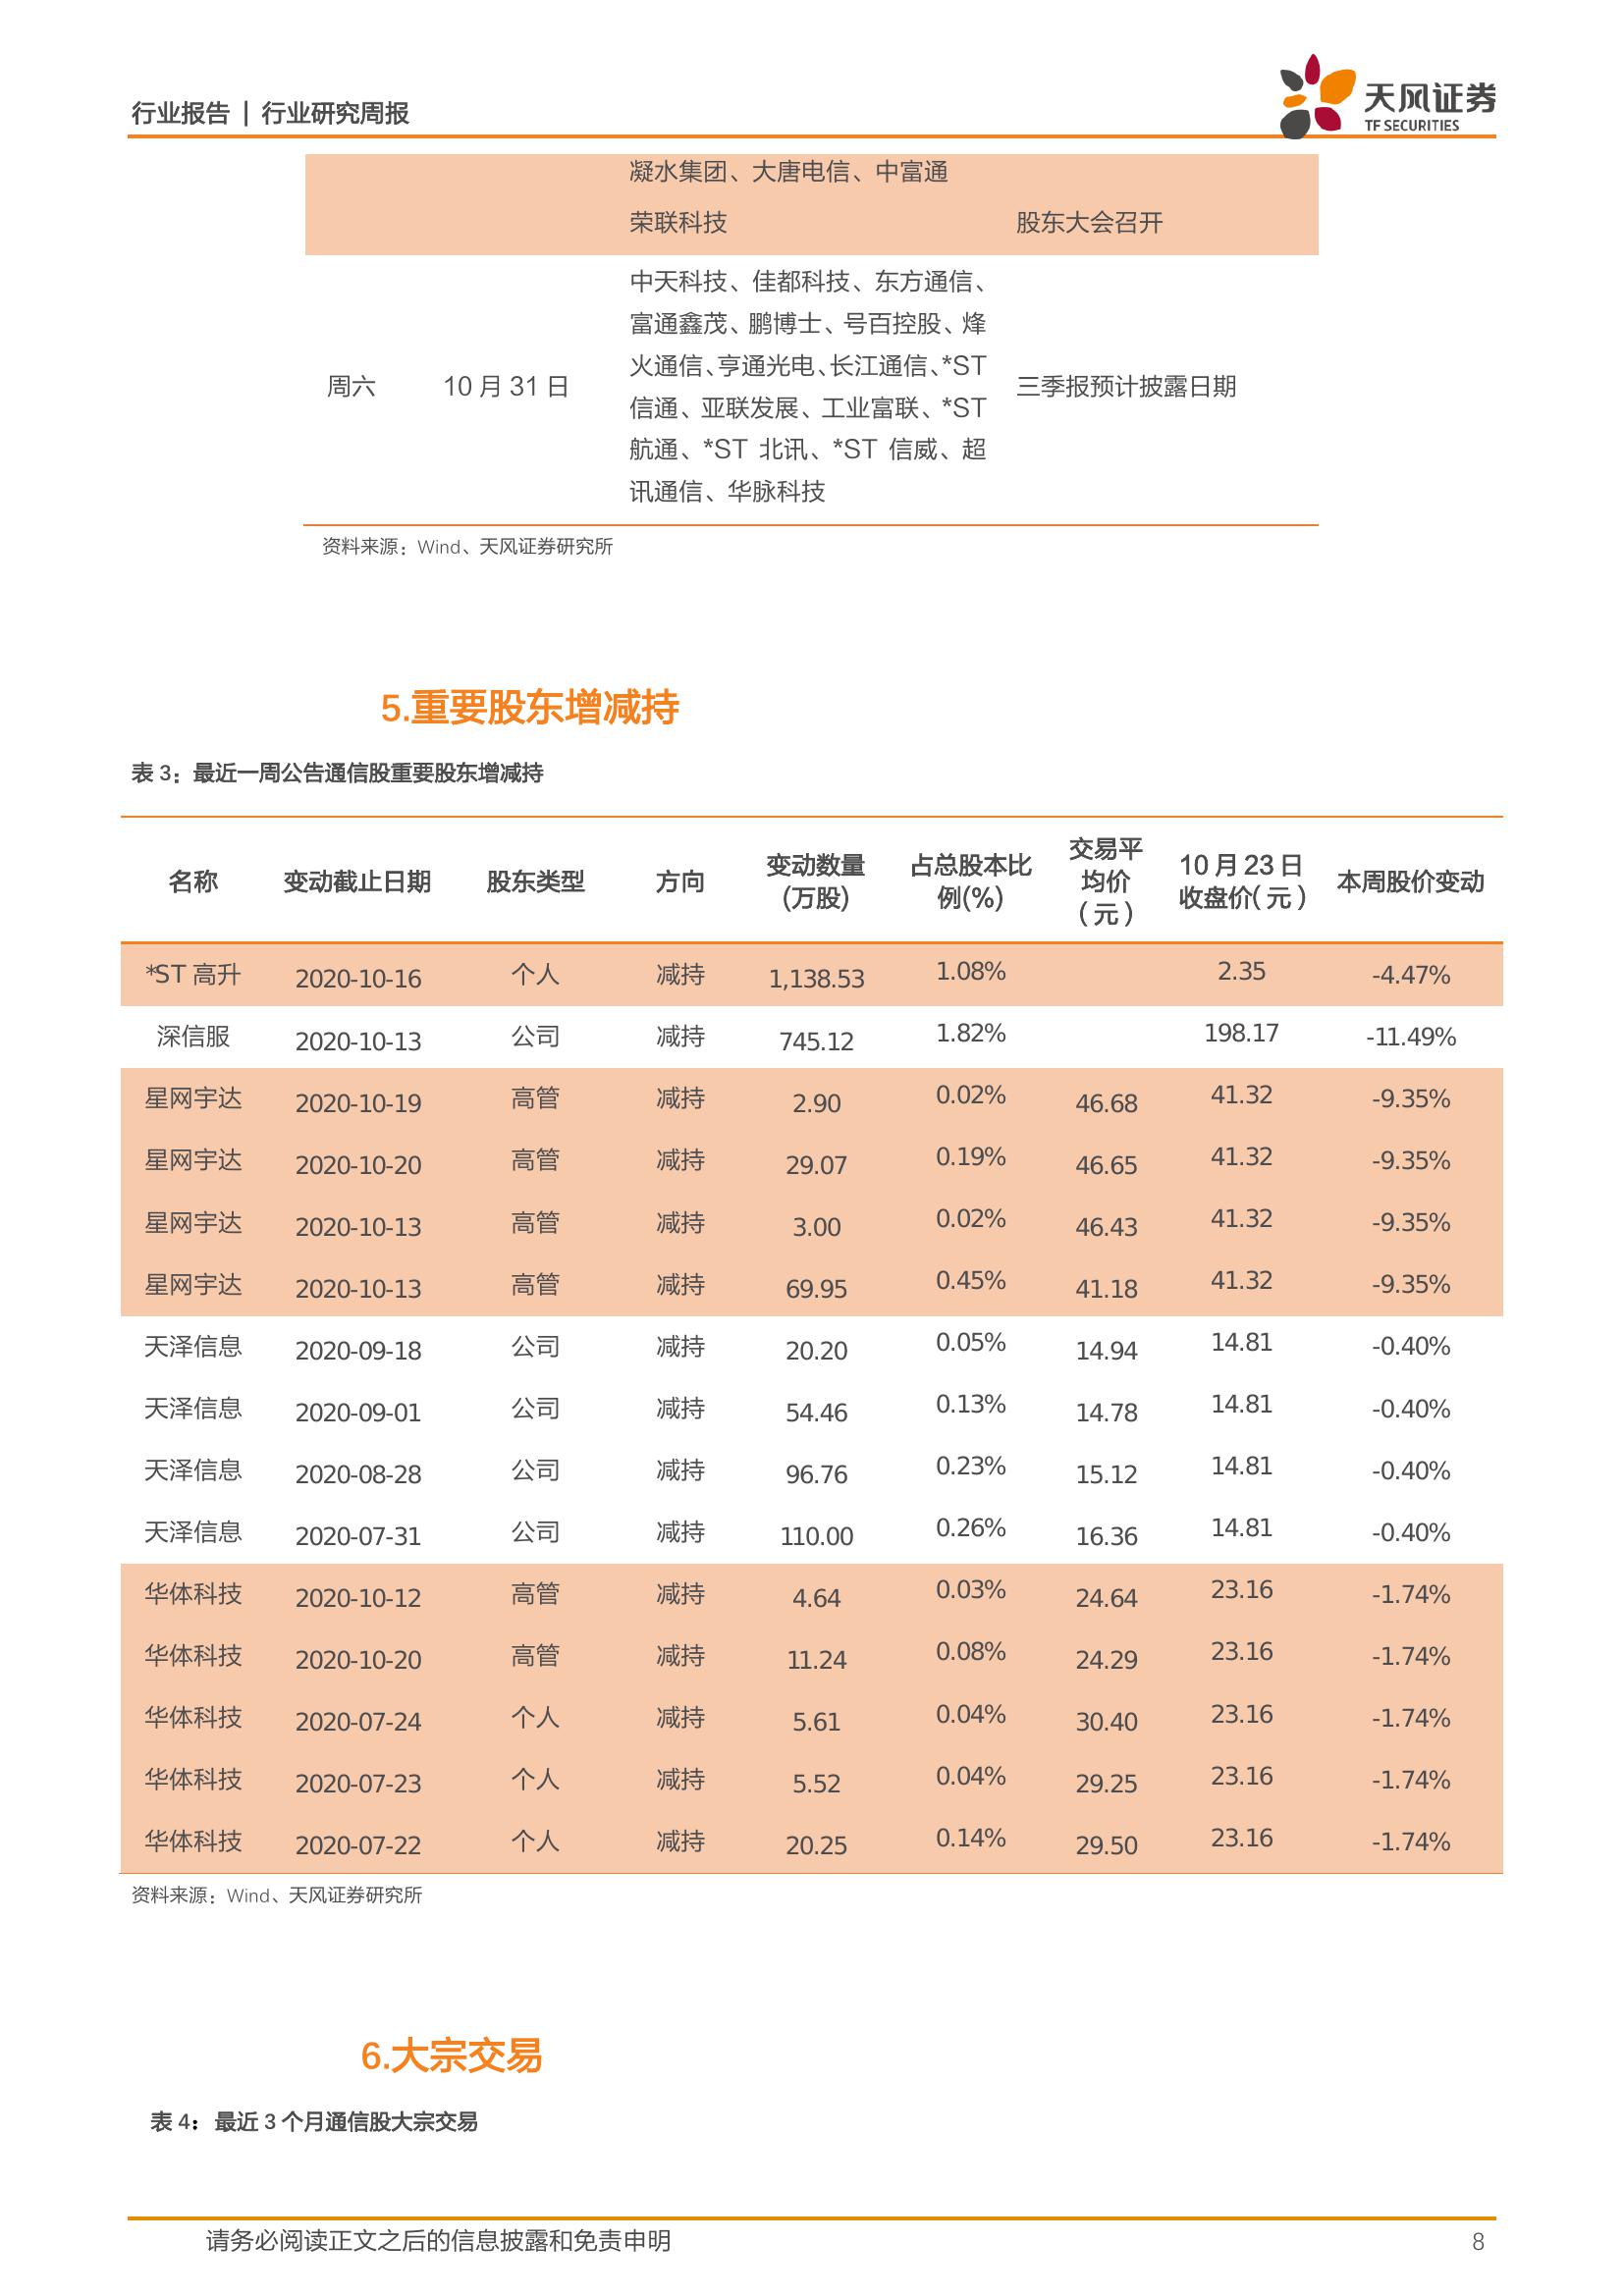 行业报告 | 行业研究周报
天风证券
TF SECURITIES
凝水集团、大唐电信、中富通
荣联科技 股东大会召开
中天科技、佳都科技、东方通信、
富通鑫茂、鹏博士、号百控股、烽
火通信、亨通光电、长江通信、*ST
周六 10 月 31 日 三季报预计披露日期
信通、亚联发展、工业富联、*ST
航通、*ST 北讯、*ST 信威、超
讯通信、华脉科技
资料来源：Wind、天风证券研究所
5.重要股东增减持
表 3：最近一周公告通信股重要股东增减持
名称 变动截止日期 股东类型 方向 变动数量(万股) 占总股本比例(%) 交易平均价(元) 10 月 23 日收盘价(元) 本周股价变动
*ST 高升 2020-10-16 个人 减持 1,138.53 1.08% 2.35 -4.47%
深信服 2020-10-13 公司 减持 745.12 1.82% 198.17 -11.49%
星网宇达 2020-10-19 高管 减持 2.90 0.02% 46.68 41.32 -9.35%
星网宇达 2020-10-20 高管 减持 29.07 0.19% 46.65 41.32 -9.35%
星网宇达 2020-10-13 高管 减持 3.00 0.02% 46.43 41.32 -9.35%
星网宇达 2020-10-13 高管 减持 69.95 0.45% 41.18 41.32 -9.35%
天泽信息 2020-09-18 公司 减持 20.20 0.05% 14.94 14.81 -0.40%
天泽信息 2020-09-01 公司 减持 54.46 0.13% 14.78 14.81 -0.40%
天泽信息 2020-08-28 公司 减持 96.76 0.23% 15.12 14.81 -0.40%
天泽信息 2020-07-31 公司 减持 110.00 0.26% 16.36 14.81 -0.40%
华体科技 2020-10-12 高管 减持 4.64 0.03% 24.64 23.16 -1.74%
华体科技 2020-10-20 高管 减持 11.24 0.08% 24.29 23.16 -1.74%
华体科技 2020-07-24 个人 减持 5.61 0.04% 30.40 23.16 -1.74%
华体科技 2020-07-23 个人 减持 5.52 0.04% 29.25 23.16 -1.74%
华体科技 2020-07-22 个人 减持 20.25 0.14% 29.50 23.16 -1.74%
资料来源：Wind、天风证券研究所
6.大宗交易
表 4： 最近 3 个月通信股大宗交易
请务必阅读正文之后的信息披露和免责申明 8